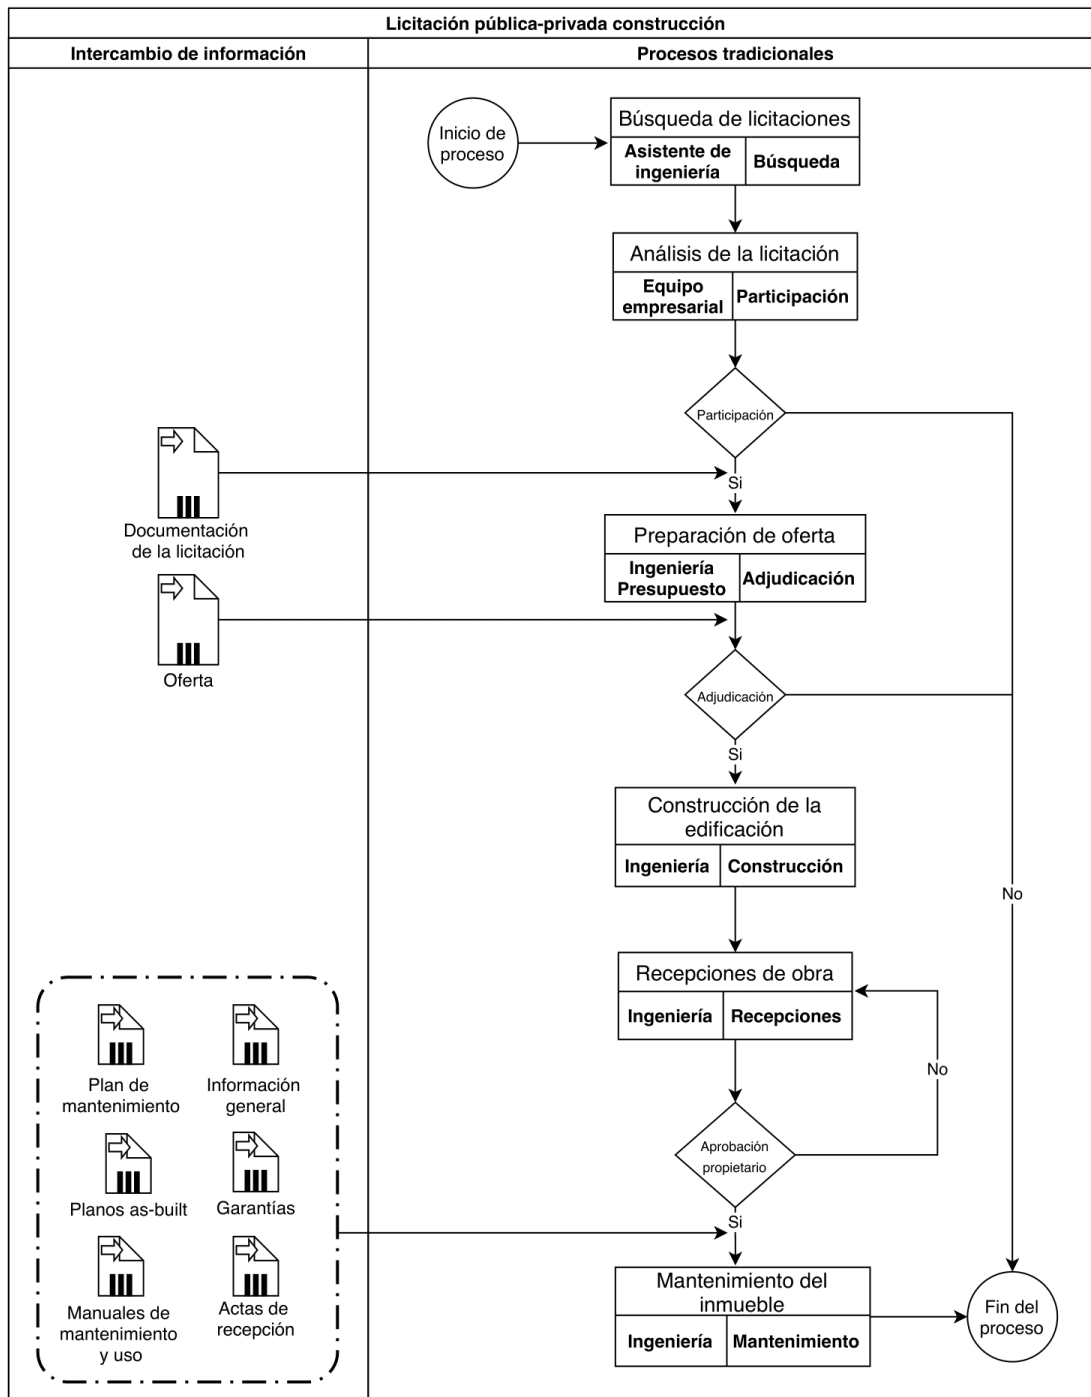 Licitación pública-privada construcción
Intercambio de información
Procesos tradicionales
Inicio de
proceso
Búsqueda de licitaciones
Asistente de
ingeniería
Búsqueda
Análisis de la licitación
Equipo
empresarial
Participación
Participación
Si
Documentación
de la licitación
Preparación de oferta
Ingeniería
Presupuesto
Adjudicación
Oferta
Adjudicación
Si
Construcción de la
edificación
Ingeniería
Construcción
No
Recepciones de obra
Ingeniería
Recepciones
No
Aprobación
propietario
Si
Plan de
mantenimiento
Información
general
Planos as-built
Garantías
Manuales de
mantenimiento
y uso
Actas de
recepción
Mantenimiento del
inmueble
Ingeniería
Mantenimiento
Fin del
proceso